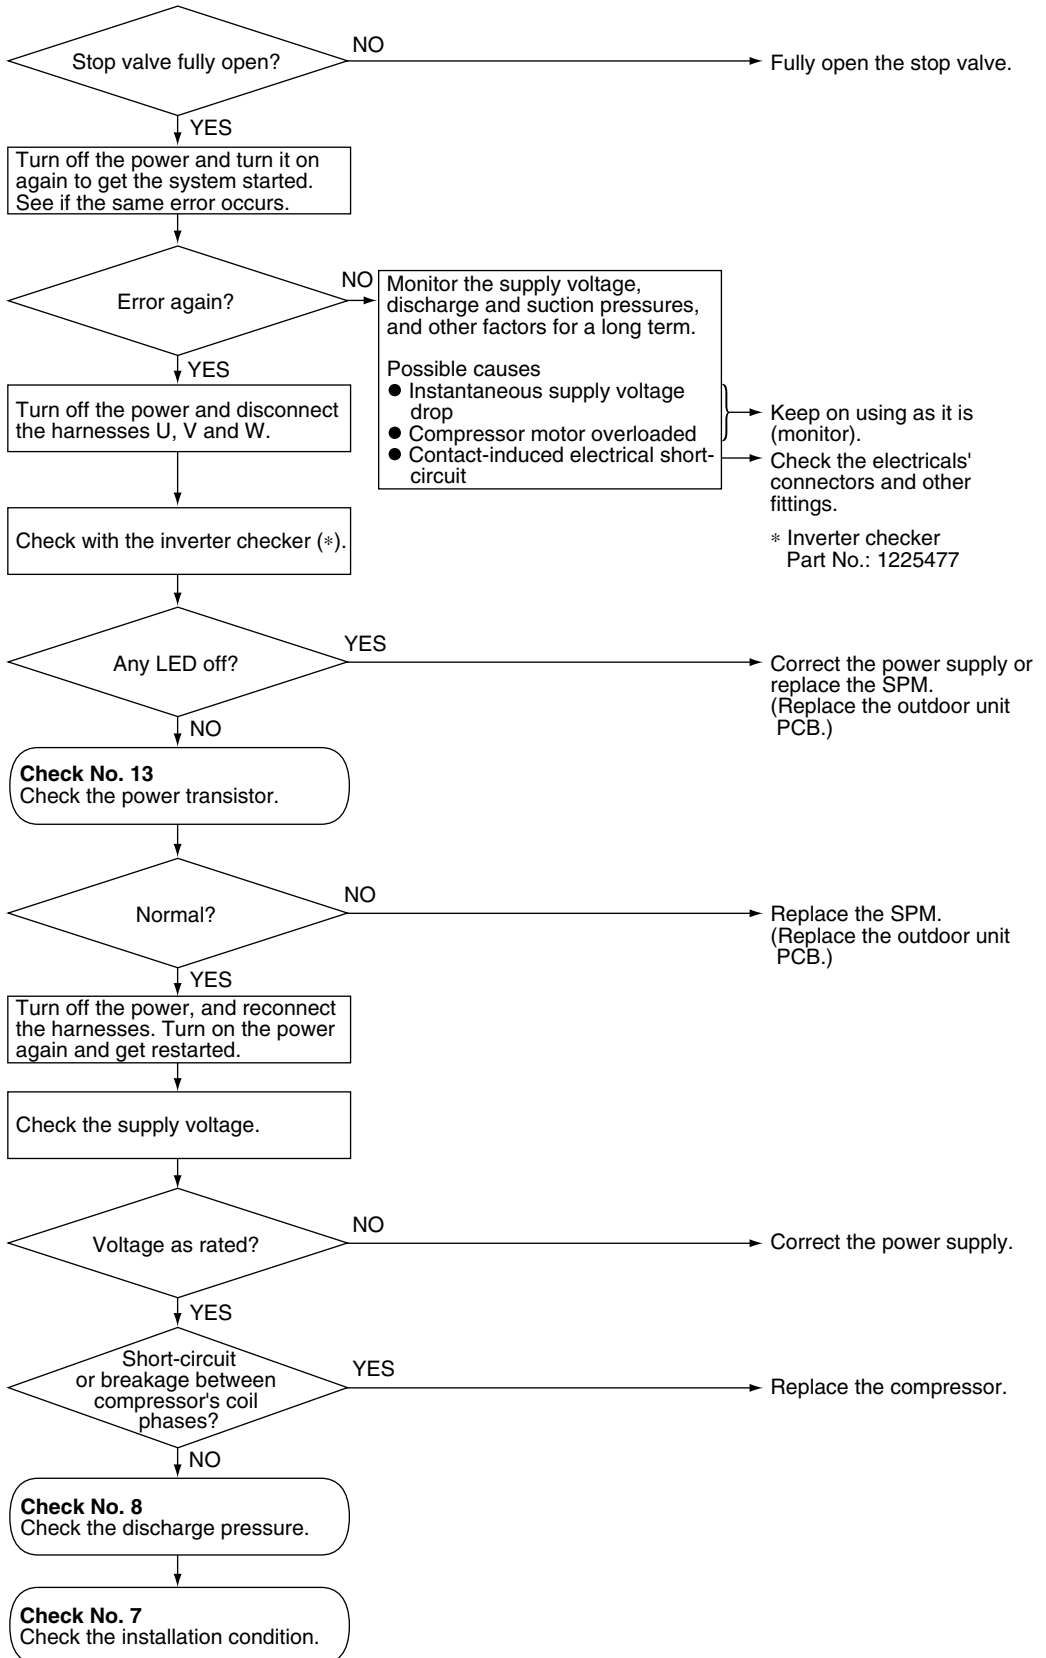 Stop valve fully open?
NO
Fully open the stop valve.
YES
Turn off the power and turn it on
again to get the system started.
See if the same error occurs.
Error again?
NO
Monitor the supply voltage,
discharge and suction pressures,
and other factors for a long term.
Possible causes
● Instantaneous supply voltage
drop
● Compressor motor overloaded
● Contact-induced electrical short-
circuit
Keep on using as it is
(monitor).
Check the electricals'
connectors and other
fittings.
* Inverter checker
Part No.: 1225477
YES
Turn off the power and disconnect
the harnesses U, V and W.
Check with the inverter checker (*).
Any LED off?
YES
Correct the power supply or
replace the SPM.
(Replace the outdoor unit
PCB.)
NO
Check No. 13
Check the power transistor.
Normal?
NO
Replace the SPM.
(Replace the outdoor unit
PCB.)
YES
Turn off the power, and reconnect
the harnesses. Turn on the power
again and get restarted.
Check the supply voltage.
Voltage as rated?
NO
Correct the power supply.
YES
Short-circuit
or breakage between
compressor's coil
phases?
YES
Replace the compressor.
NO
Check No. 8
Check the discharge pressure.
Check No. 7
Check the installation condition.